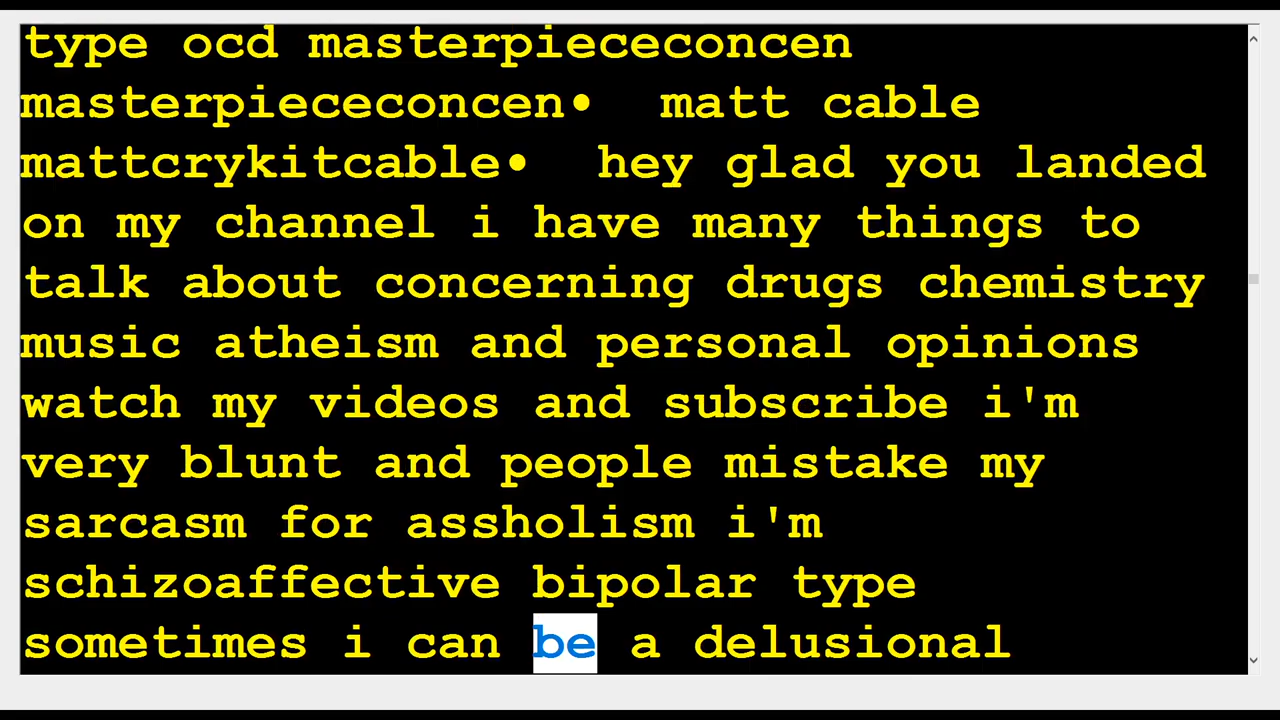 type ocd masterpiececoncen
masterpiececoncen•  matt cable
mattcrykitcable•  hey glad you landed
on my channel i have many things to
talk about concerning drugs chemistry
music atheism and personal opinions
watch my videos and subscribe i'm
very blunt and people mistake my
sarcasm for assholism i'm
schizoaffective bipolar type
sometimes i can be a delusional